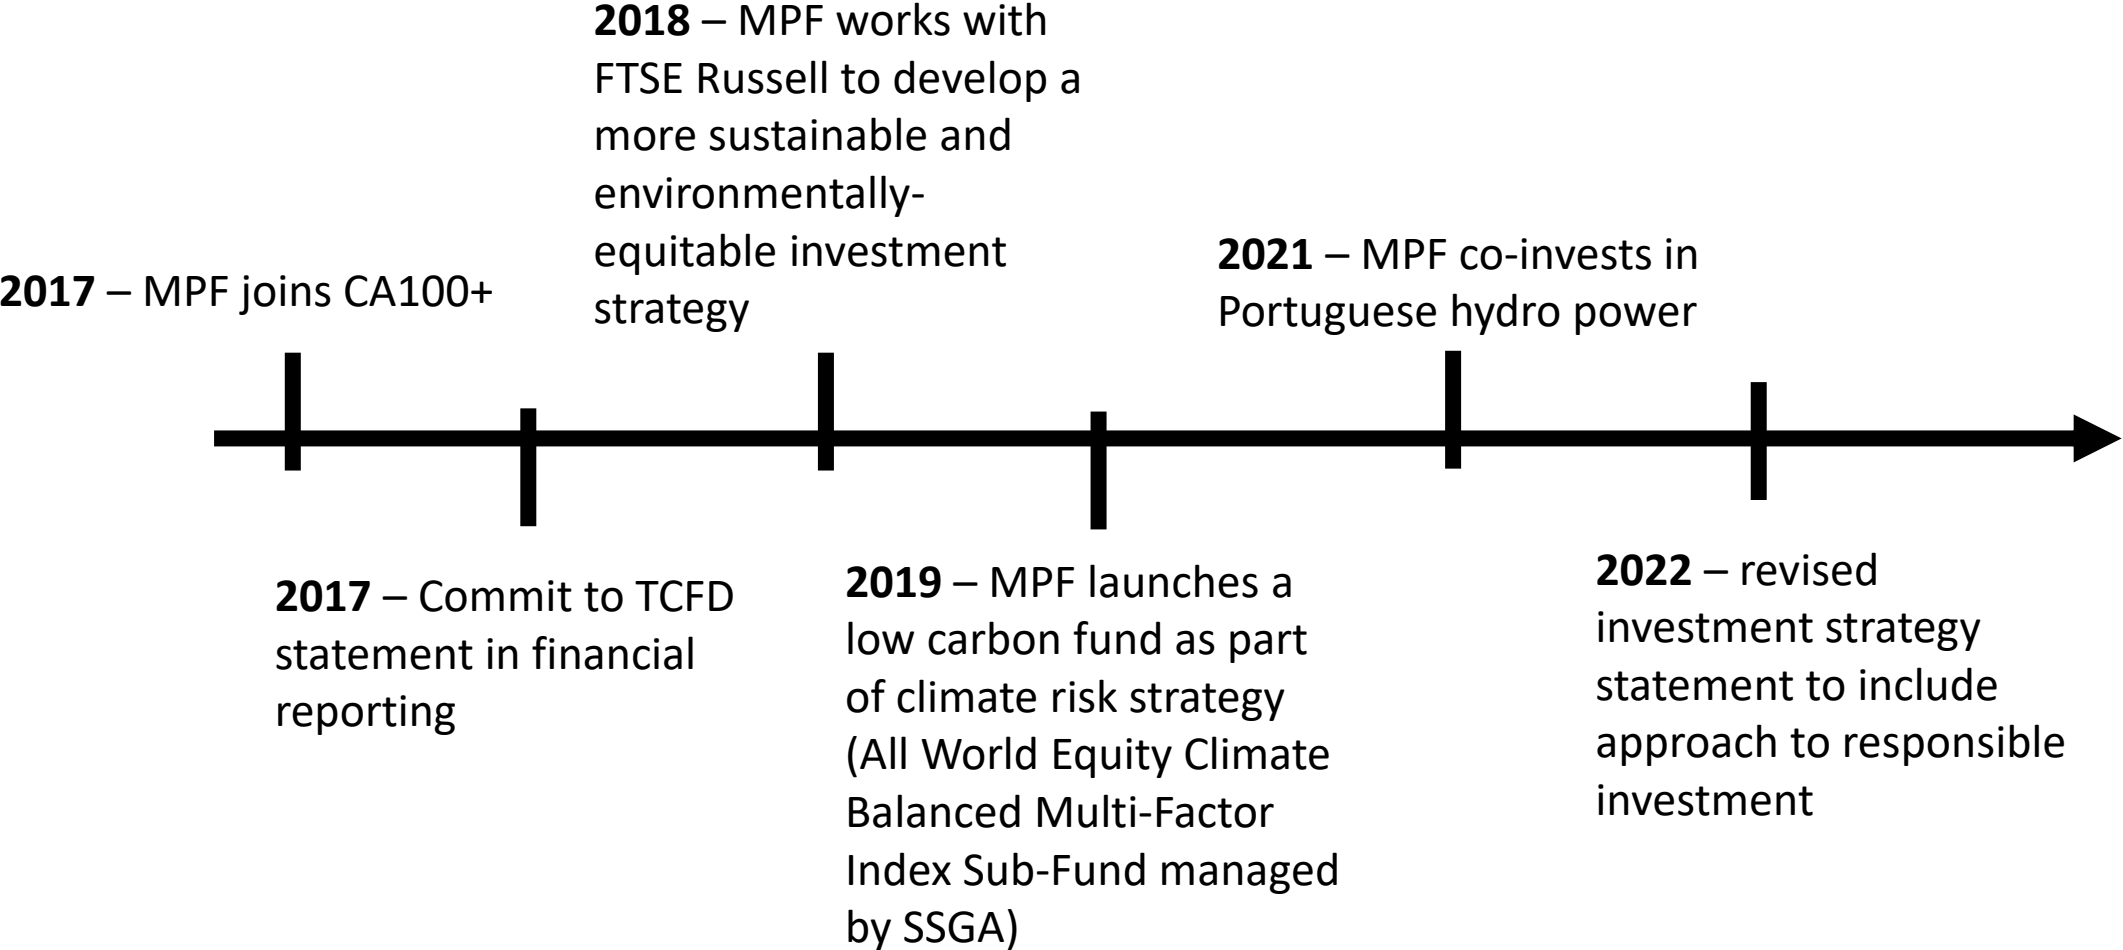 2017 – MPF joins CA100+
2017 – Commit to TCFD
statement in financial
reporting
2018 – MPF works with
FTSE Russell to develop a
more sustainable and
environmentally-
equitable investment
strategy
2019 – MPF launches a
low carbon fund as part
of climate risk strategy
(All World Equity Climate
Balanced Multi-Factor
Index Sub-Fund managed
by SSGA)
2021 – MPF co-invests in
Portuguese hydro power
2022 – revised
investment strategy
statement to include
approach to responsible
investment